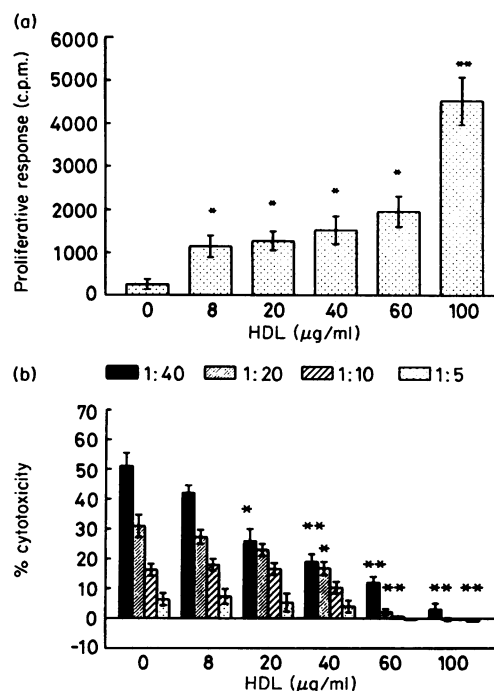 (a)
Proliferative response (c.p.m.)
6000
5000
4000
3000
2000
1000
0
* * * * **
0 8 20 40 60 100
HDL (µg/ml)
(b)
1:40 1:20 1:10 1:5
% cytotoxicity
70
60
50
40
30
20
10
0
-10
* ** * ** ** ** **
0 8 20 40 60 100
HDL (µg/ml)